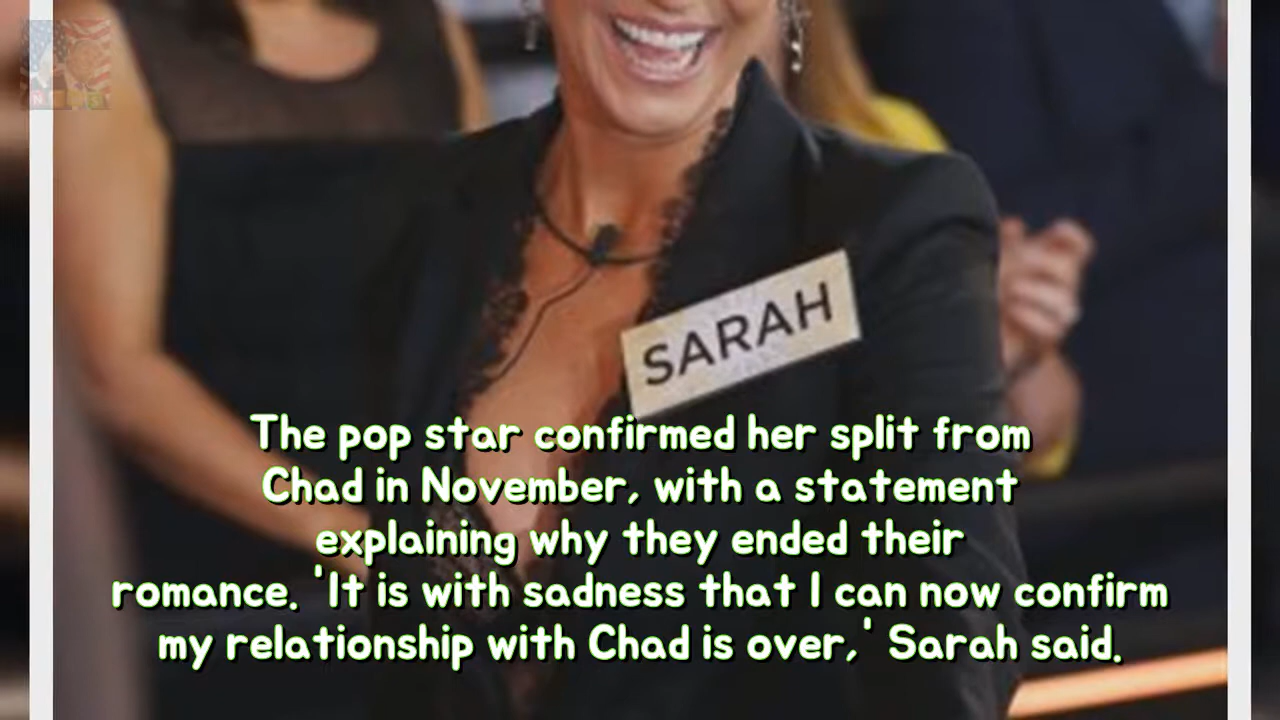 SARAH
The pop star confirmed her split from
Chad in November, with a statement
explaining why they ended their
romance. 'It is with sadness that I can now confirm
my relationship with Chad is over,' Sarah said.